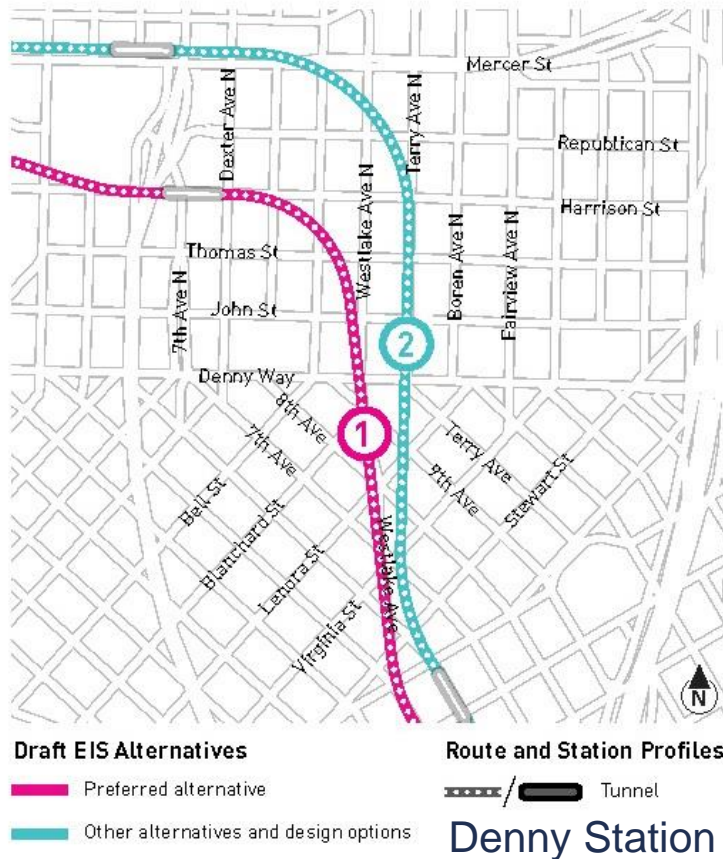 Mercer St
Dexter Ave N
Terry Ave N
Republican St
Westlake Ave N
Harrison St
Thomas St
Boren Ave N
Fairview Ave N
7th Ave N
John St
2
Denny Way
8th Ave
1
7th Ave
Terry Ave
9th Ave
Stewart St
Bell St
Blanchard St
Westlake Ave
Lenora St
Virginia St
N
Draft EIS Alternatives
Preferred alternative
Other alternatives and design options
Route and Station Profiles
/ Tunnel
Denny Station